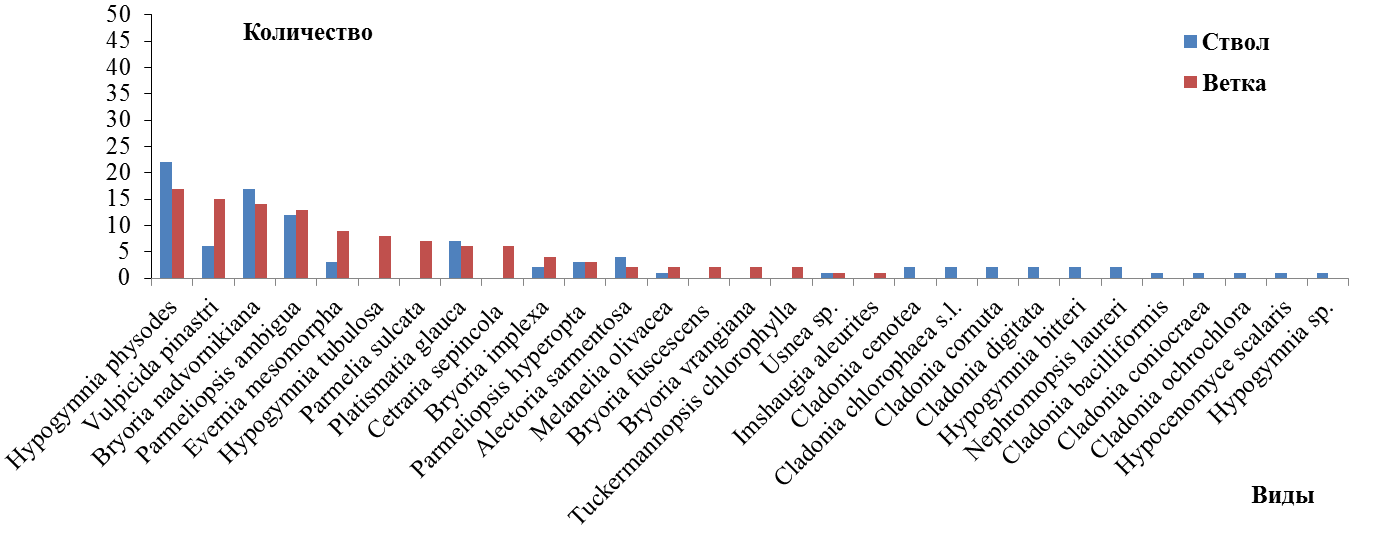 Количество
50
45
40
35
30
25
20
15
10
5
0
Ствол
Ветка
Hypogymnia physodes
Vulpicida pinastri
Bryoria nadvornikiana
Parmeliopsis ambigua
Evernia mesomorpha
Hypogymnia tubulosa
Parmelia sulcata
Platismatia glauca
Cetraria sepincola
Bryoria implexa
Parmeliopsis hyperopta
Alectoria sarmentosa
Melanelia olivacea
Bryoria fuscescens
Bryoria vrangiana
Tuckermannopsis chlorophylla
Usnea sp.
Imshaugia aleurites
Cladonia cenotea
Cladonia chlorophaea s.l.
Cladonia cornuta
Cladonia digitata
Hypogymnia bitteri
Nephromopsis laureri
Cladonia bacilliformis
Cladonia coniocraea
Cladonia ochrochlora
Hypocenomyce scalaris
Hypogymnia sp.
Виды